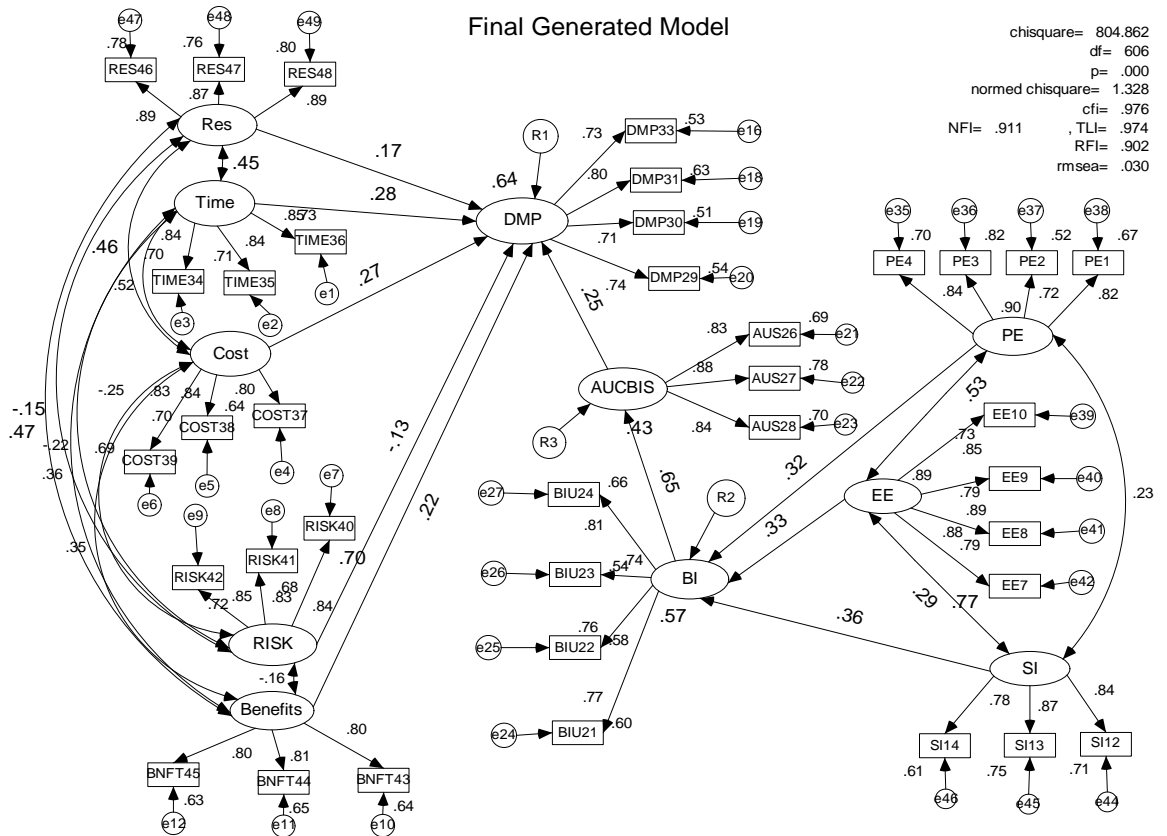 Final Generated Model
chisquare= 804.862
df= 606
p= .000
normed chisquare= 1.328
cfi= .976
NFI= .911 , TLI= .974
RFI= .902
rmsea= .030
e47 e48 e49
.78 .76 .80
RES46 RES47 RES48
.89 .87 .89
Res
.45
Time
.84 .71 .84 .85 .73
.70
TIME34 TIME35 TIME36
e3 e2 e1
.46
.52
Cost
.83 .84 .80
.70 .64
COST39 COST38 COST37
e6 e5 e4
-.25
-.15
.47
-.22
.36
.69
.35
e9 e8 e7
RISK42 RISK41 RISK40
.72 .85 .68 .83 .70
.84
RISK
-.16
Benefits
.80 .81 .80
BNFT45 BNFT44 BNFT43
.63 .65 .64
e12 e11 e10
.17
.28
.27
-.13
.22
.25
R1
.64
DMP
.73 .80 .71 .74
DMP33 .53 e16
DMP31 .63 e18
DMP30 .51 e19
DMP29 .54 e20
AUCBIS
R3
.43
.83 .88 .84
AUS26 .69 e21
AUS27 .78 e22
AUS28 .70 e23
.65
R2
BI
.57
e27 BIU24 .66
.81
e26 BIU23 .54 .74
e25 BIU22 .76 .58
e24 BIU21 .77 .60
.32
.33
.36
e35 e36 e37 e38
.70 .82 .52 .67
PE4 PE3 PE2 PE1
.84 .90 .72 .82
PE
.53
.23
EE
.73
.85
.89 .79
.89
.88 .79
EE10 e39
EE9 e40
EE8 e41
EE7 e42
.29
.77
SI
.78 .87 .84
SI14 SI13 SI12
.61 .75 .71
e46 e45 e44